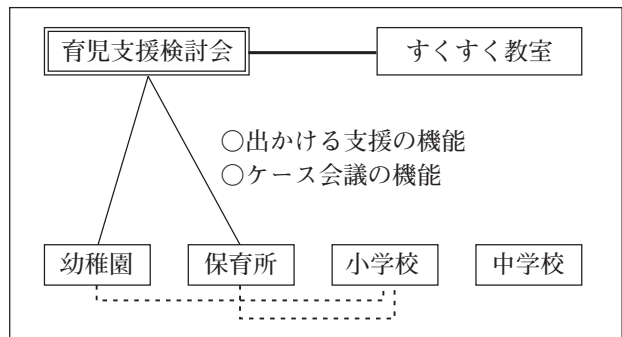 育児支援検討会
すくすく教室
○出かける支援の機能
○ケース会議の機能
幼稚園
保育所
小学校
中学校